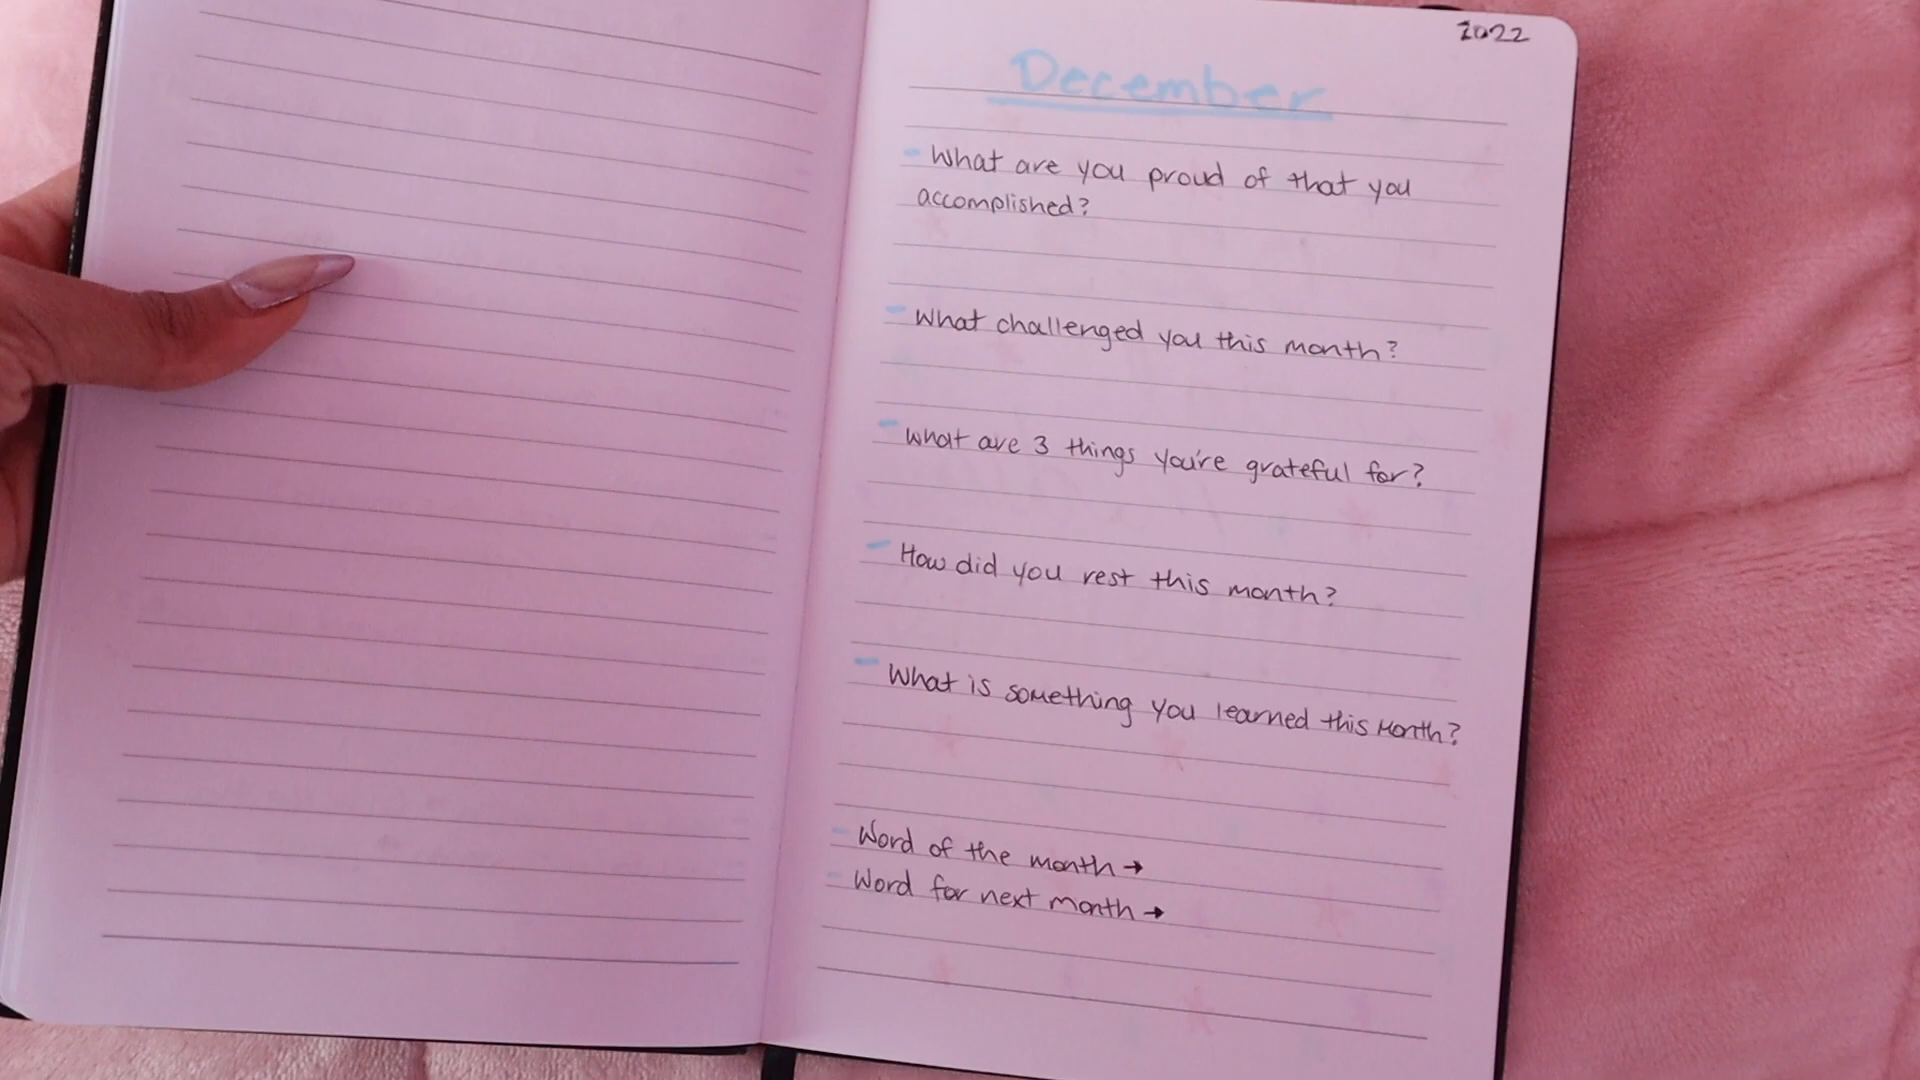 2022
December
- What are you proud of that you
accomplished?
- What challenged you this month?
- What are 3 things you're grateful for?
- How did you rest this month?
- What is something you learned this Month?
- Word of the month →
- Word for next month →